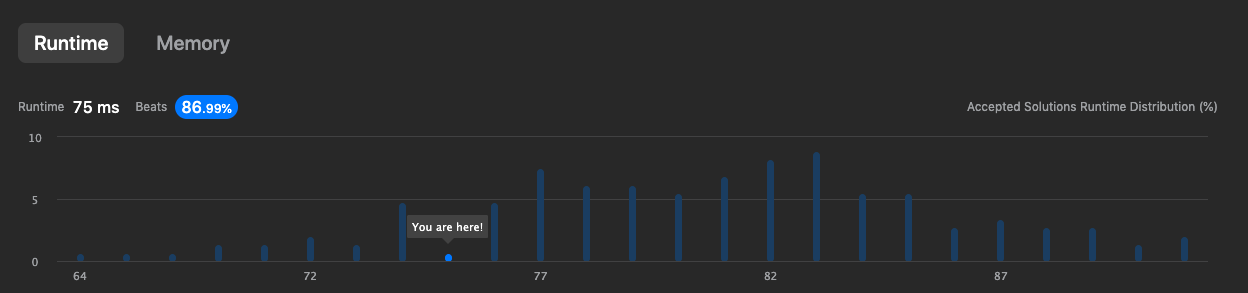 Runtime Memory
Runtime 75 ms Beats 86.99% Accepted Solutions Runtime Distribution (%)
10
5
You are here!
0
64 72 77 82 87